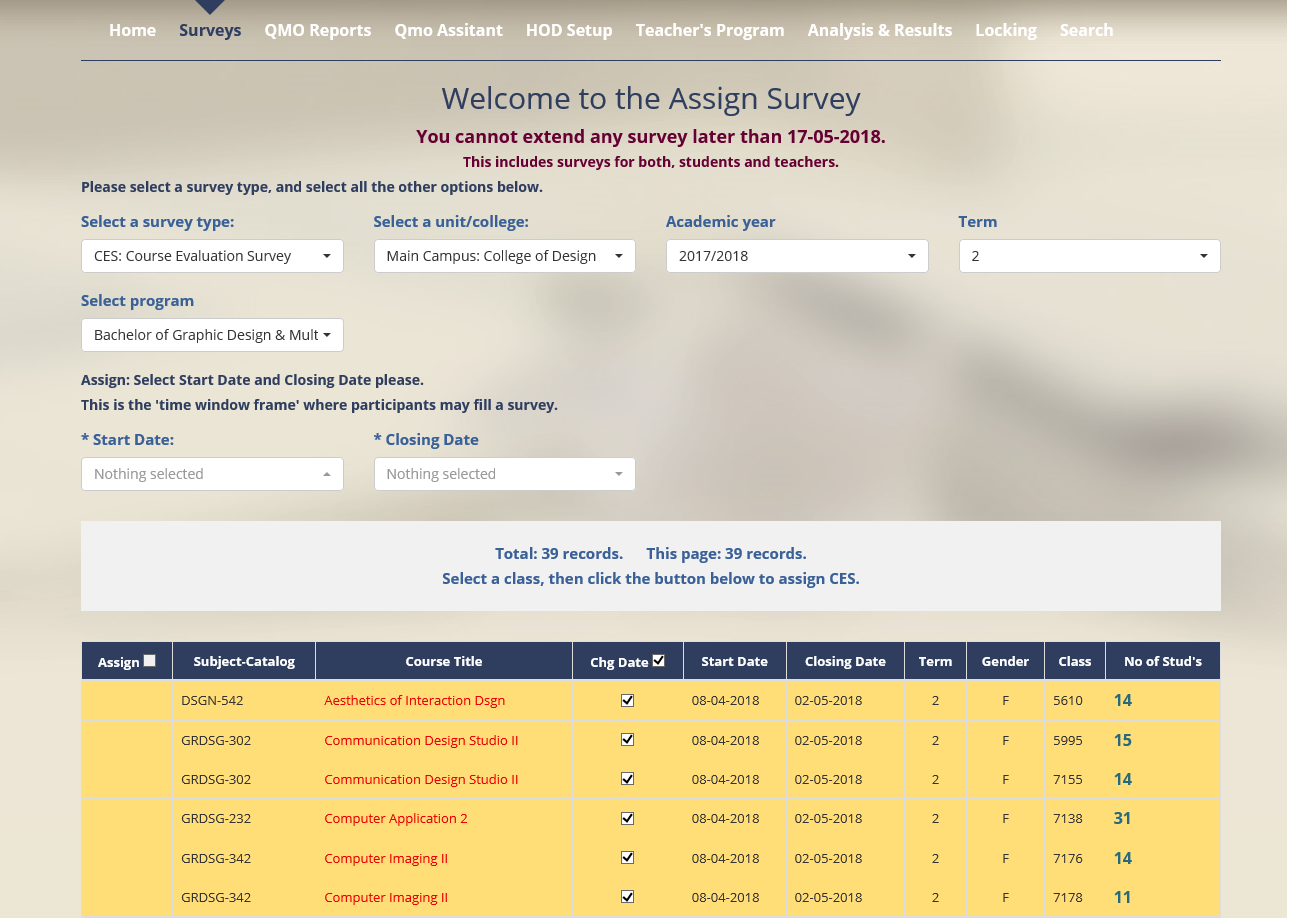 Home Surveys QMO Reports Qmo Assitant HOD Setup Teacher's Program Analysis & Results Locking Search
Welcome to the Assign Survey
You cannot extend any survey later than 17-05-2018.
This includes surveys for both, students and teachers.
Please select a survey type, and select all the other options below.
Select a survey type: Select a unit/college: Academic year Term
CES: Course Evaluation Survey Main Campus: College of Design 2017/2018 2
Select program
Bachelor of Graphic Design & Mult
Assign: Select Start Date and Closing Date please.
This is the 'time window frame' where participants may fill a survey.
* Start Date: * Closing Date
Nothing selected Nothing selected
Total: 39 records. This page: 39 records.
Select a class, then click the button below to assign CES.
Assign Subject-Catalog Course Title Chg Date Start Date Closing Date Term Gender Class No of Stud's
DSGN-542 Aesthetics of Interaction Dsgn 08-04-2018 02-05-2018 2 F 5610 14
GRDSG-302 Communication Design Studio II 08-04-2018 02-05-2018 2 F 5995 15
GRDSG-302 Communication Design Studio II 08-04-2018 02-05-2018 2 F 7155 14
GRDSG-232 Computer Application 2 08-04-2018 02-05-2018 2 F 7138 31
GRDSG-342 Computer Imaging II 08-04-2018 02-05-2018 2 F 7176 14
GRDSG-342 Computer Imaging II 08-04-2018 02-05-2018 2 F 7178 11